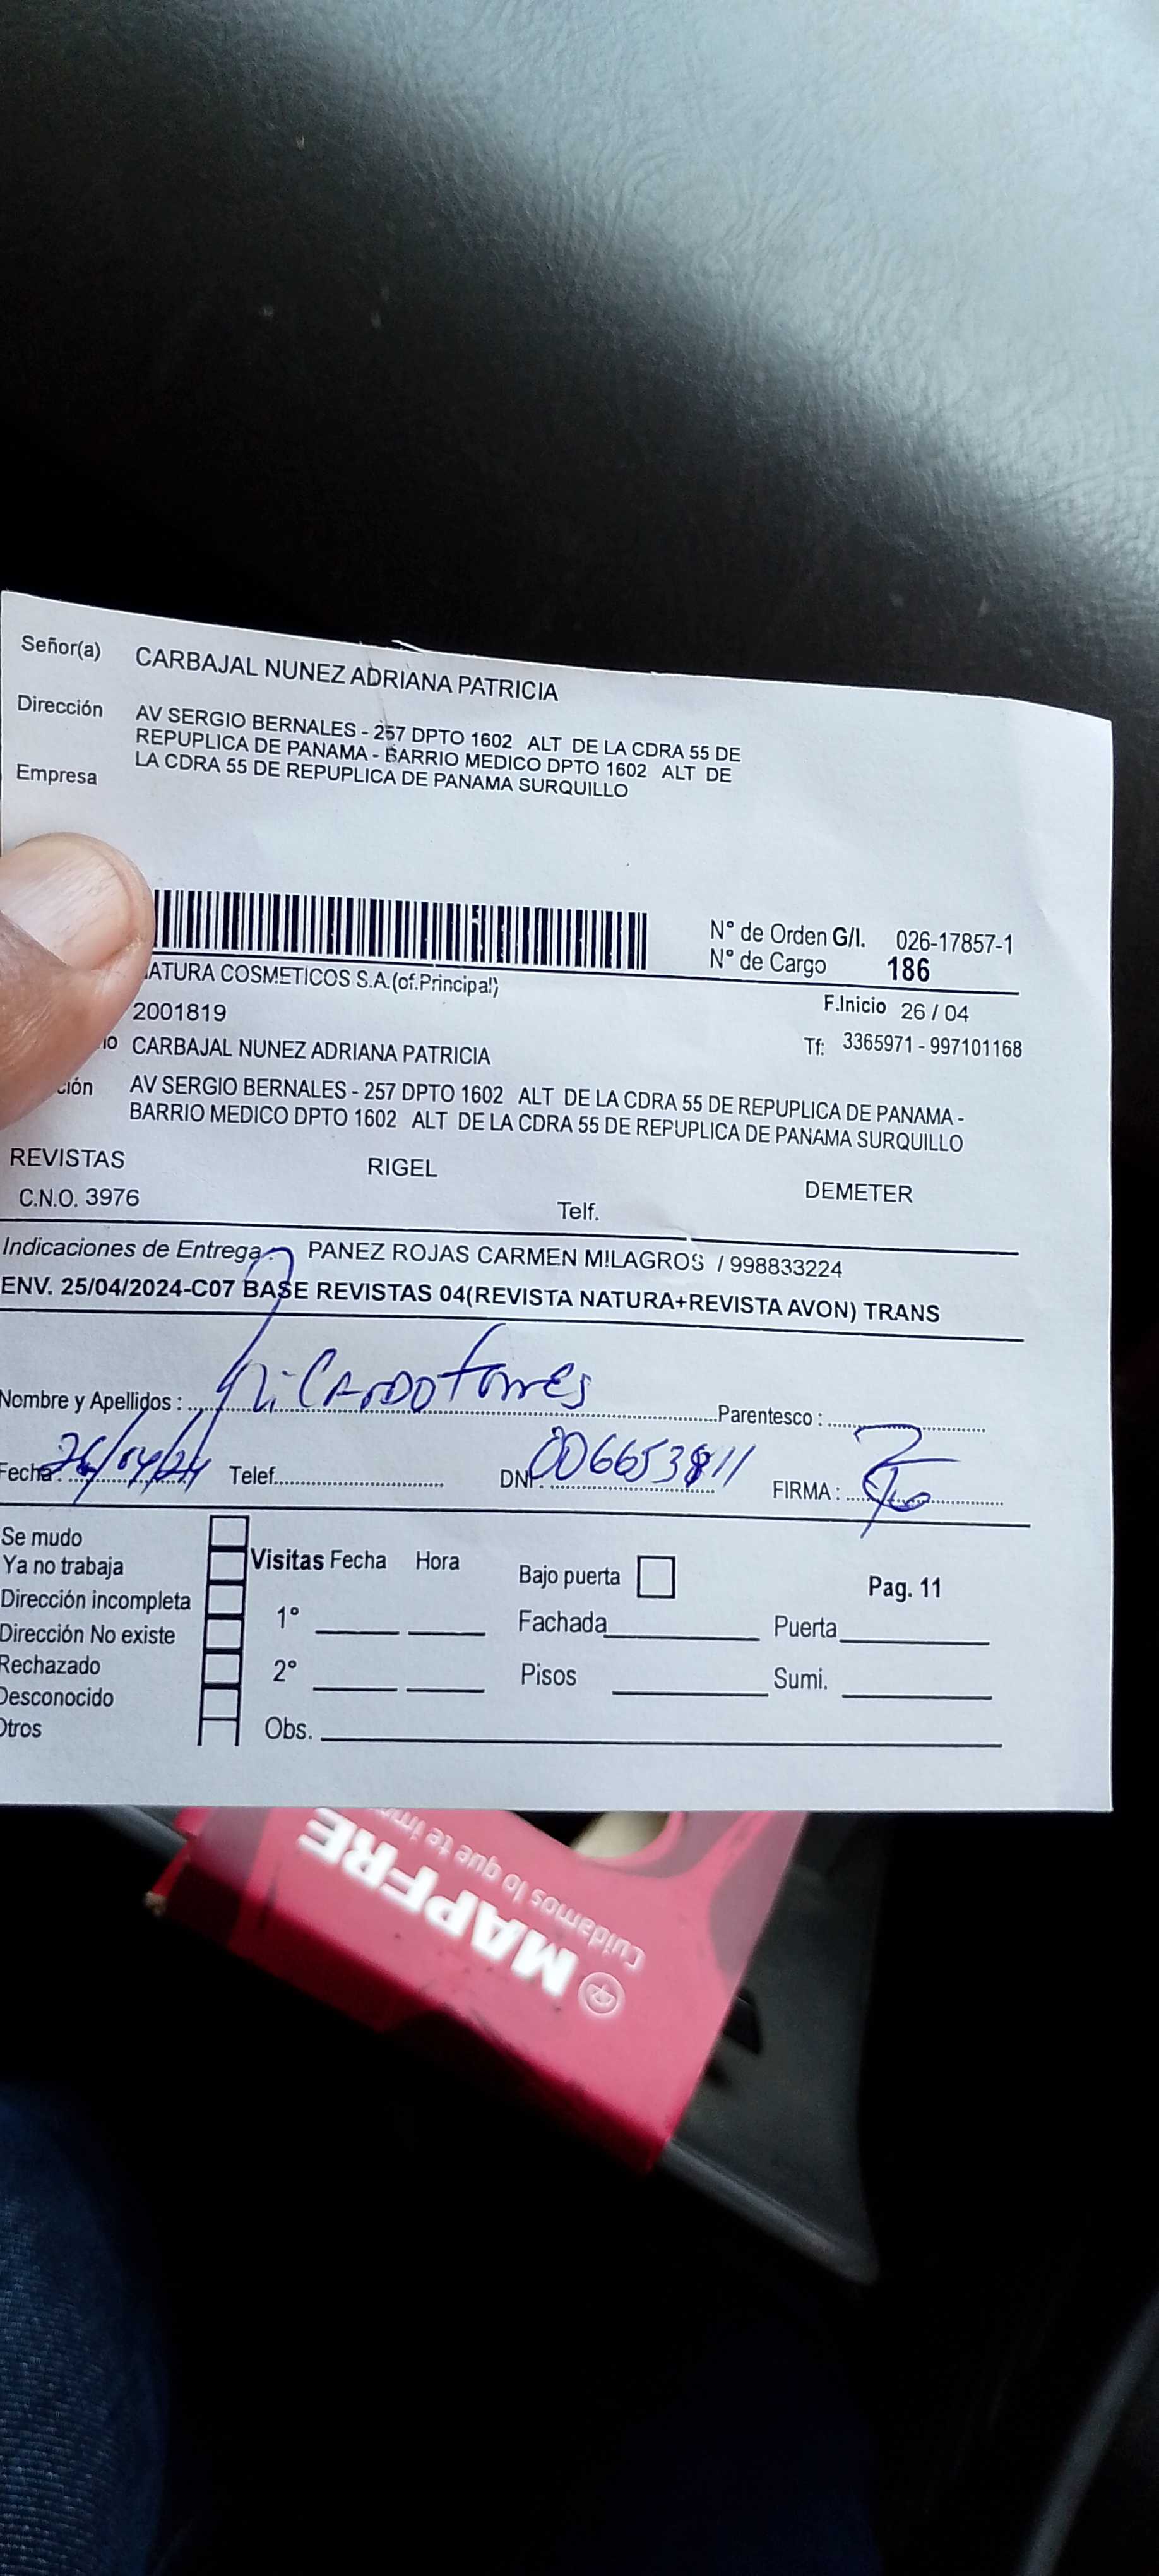 Señor(a) CARBAJAL NUNEZ ADRIANA PATRICIA
Dirección AV SERGIO BERNALES - 257 DPTO 1602 ALT DE LA CDRA 55 DE
REPUPLICA DE PANAMA - BARRIO MEDICO DPTO 1602 ALT DE
Empresa LA CDRA 55 DE REPUPLICA DE PANAMA SURQUILLO
N° de Orden G/I. 026-17857-1
N° de Cargo 186
ATURA COSMETICOS S.A.(of.Principal)
F.Inicio 26 / 04
2001819
Tf: 3365971 - 997101168
io CARBAJAL NUNEZ ADRIANA PATRICIA
ción AV SERGIO BERNALES - 257 DPTO 1602 ALT DE LA CDRA 55 DE REPUPLICA DE PANAMA -
BARRIO MEDICO DPTO 1602 ALT DE LA CDRA 55 DE REPUPLICA DE PANAMA SURQUILLO
REVISTAS RIGEL DEMETER
C.N.O. 3976 Telf.
Indicaciones de Entrega: PANEZ ROJAS CARMEN MILAGROS / 998833224
ENV. 25/04/2024-C07 BASE REVISTAS 04(REVISTA NATURA+REVISTA AVON) TRANS
Nombre y Apellidos : Ricardo Torres Parentesco :
Fecha: 26/04/24 Telef. DNI: FIRMA :
Se mudo
Ya no trabaja
Dirección incompleta
Dirección No existe
Rechazado
Desconocido
Otros
Visitas Fecha Hora
1°
2°
Obs.
Bajo puerta Pag. 11
Fachada Puerta
Pisos Sumi.
MAPFRE
Cuidamos lo que te